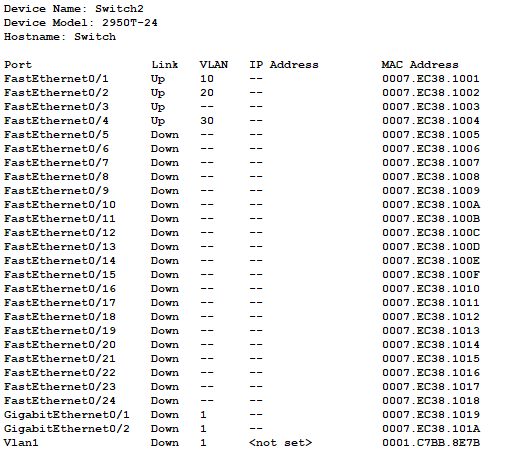 Device Name: Switch2
Device Model: 2950T-24
Hostname: Switch
Port Link VLAN IP Address MAC Address
FastEthernet0/1 Up 10 -- 0007.EC38.1001
FastEthernet0/2 Up 20 -- 0007.EC38.1002
FastEthernet0/3 Up -- -- 0007.EC38.1003
FastEthernet0/4 Up 30 -- 0007.EC38.1004
FastEthernet0/5 Down -- -- 0007.EC38.1005
FastEthernet0/6 Down -- -- 0007.EC38.1006
FastEthernet0/7 Down -- -- 0007.EC38.1007
FastEthernet0/8 Down -- -- 0007.EC38.1008
FastEthernet0/9 Down -- -- 0007.EC38.1009
FastEthernet0/10 Down -- -- 0007.EC38.100A
FastEthernet0/11 Down -- -- 0007.EC38.100B
FastEthernet0/12 Down -- -- 0007.EC38.100C
FastEthernet0/13 Down -- -- 0007.EC38.100D
FastEthernet0/14 Down -- -- 0007.EC38.100E
FastEthernet0/15 Down -- -- 0007.EC38.100F
FastEthernet0/16 Down -- -- 0007.EC38.1010
FastEthernet0/17 Down -- -- 0007.EC38.1011
FastEthernet0/18 Down -- -- 0007.EC38.1012
FastEthernet0/19 Down -- -- 0007.EC38.1013
FastEthernet0/20 Down -- -- 0007.EC38.1014
FastEthernet0/21 Down -- -- 0007.EC38.1015
FastEthernet0/22 Down -- -- 0007.EC38.1016
FastEthernet0/23 Down -- -- 0007.EC38.1017
FastEthernet0/24 Down -- -- 0007.EC38.1018
GigabitEthernet0/1 Down 1 -- 0007.EC38.1019
GigabitEthernet0/2 Down 1 -- 0007.EC38.101A
Vlan1 Down 1 <not set> 0001.C7BB.8E7B